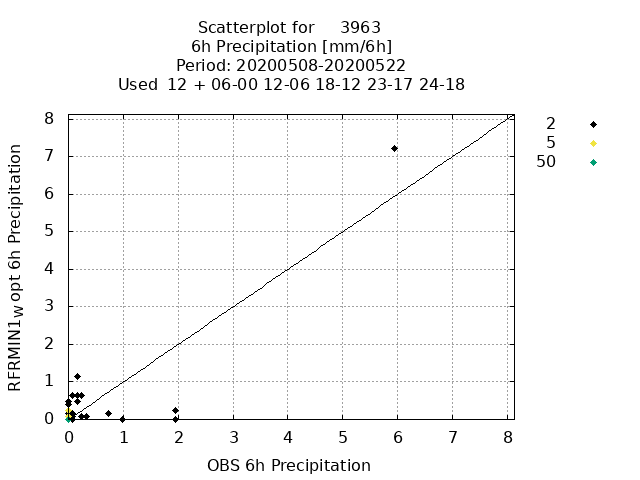 Scatterplot for 3963
6h Precipitation [mm/6h]
Period: 20200508-20200522
Used 12 + 06-00 12-06 18-12 23-17 24-18
2
5
50
8
7
6
5
4
3
2
1
0
RFRMIN1w opt 6h Precipitation
0 1 2 3 4 5 6 7 8
OBS 6h Precipitation